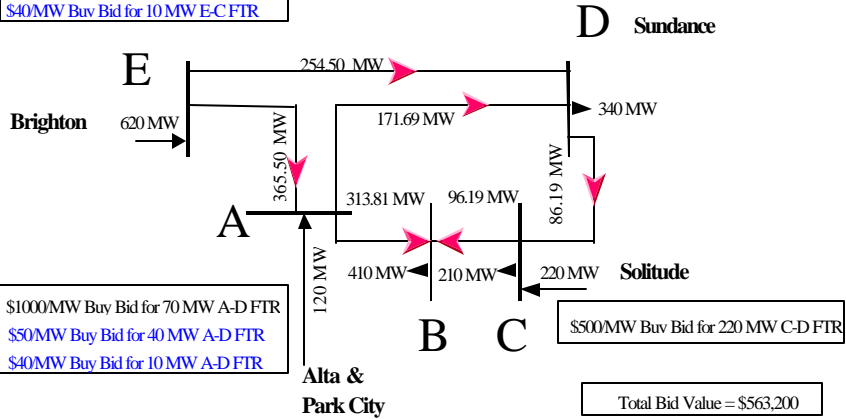 $40/MW Buy Bid for 10 MW E-C FTR
D Sundance
E
254.50 MW
Brighton
620 MW
171.69 MW
340 MW
365.50 MW
86.19 MW
313.81 MW
96.19 MW
A
120 MW
410 MW
210 MW
220 MW
Solitude
B
C
$1000/MW Buy Bid for 70 MW A-D FTR
$50/MW Buy Bid for 40 MW A-D FTR
$40/MW Buy Bid for 10 MW A-D FTR
$500/MW Buy Bid for 220 MW C-D FTR
Alta &
Park City
Total Bid Value = $563,200